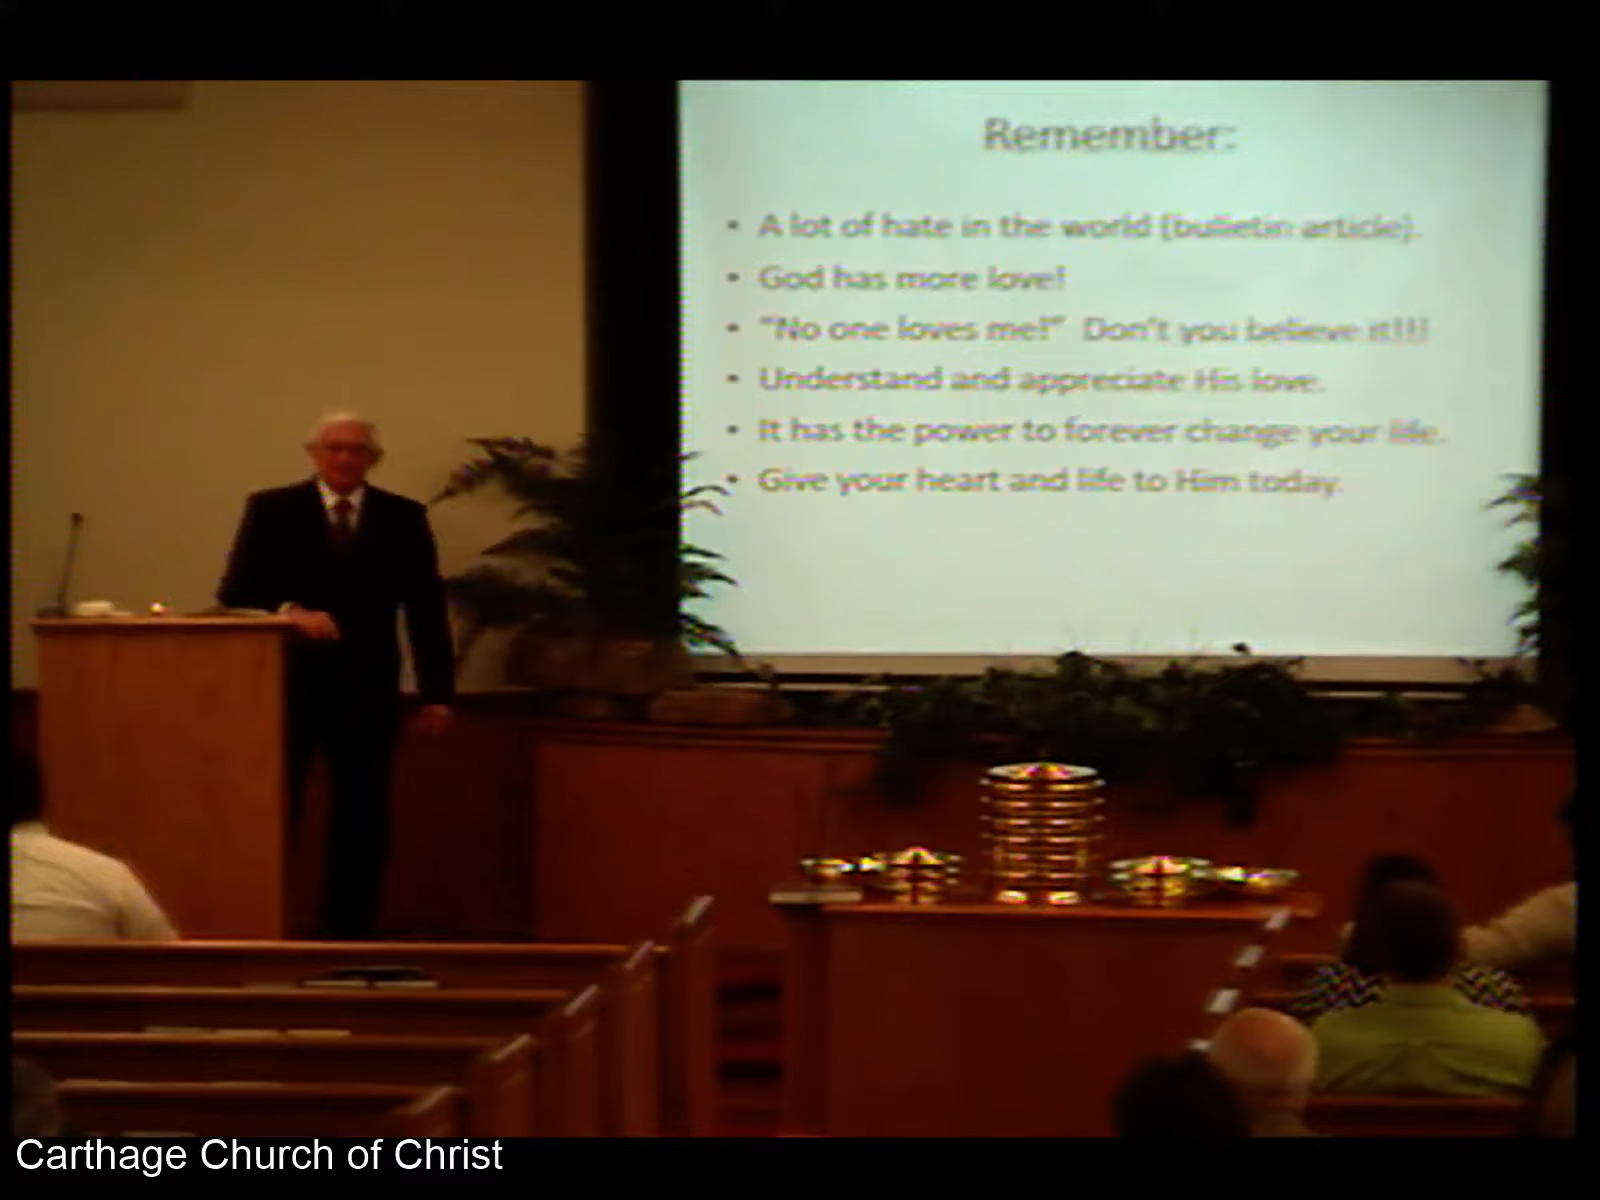 Remember:
• A lot of hate in the world (bulletin article).
• God has more love!
• "No one loves me!" Don't you believe it!!!
• Understand and appreciate His love.
• It has the power to forever change your life.
• Give your heart and life to Him today.
Carthage Church of Christ